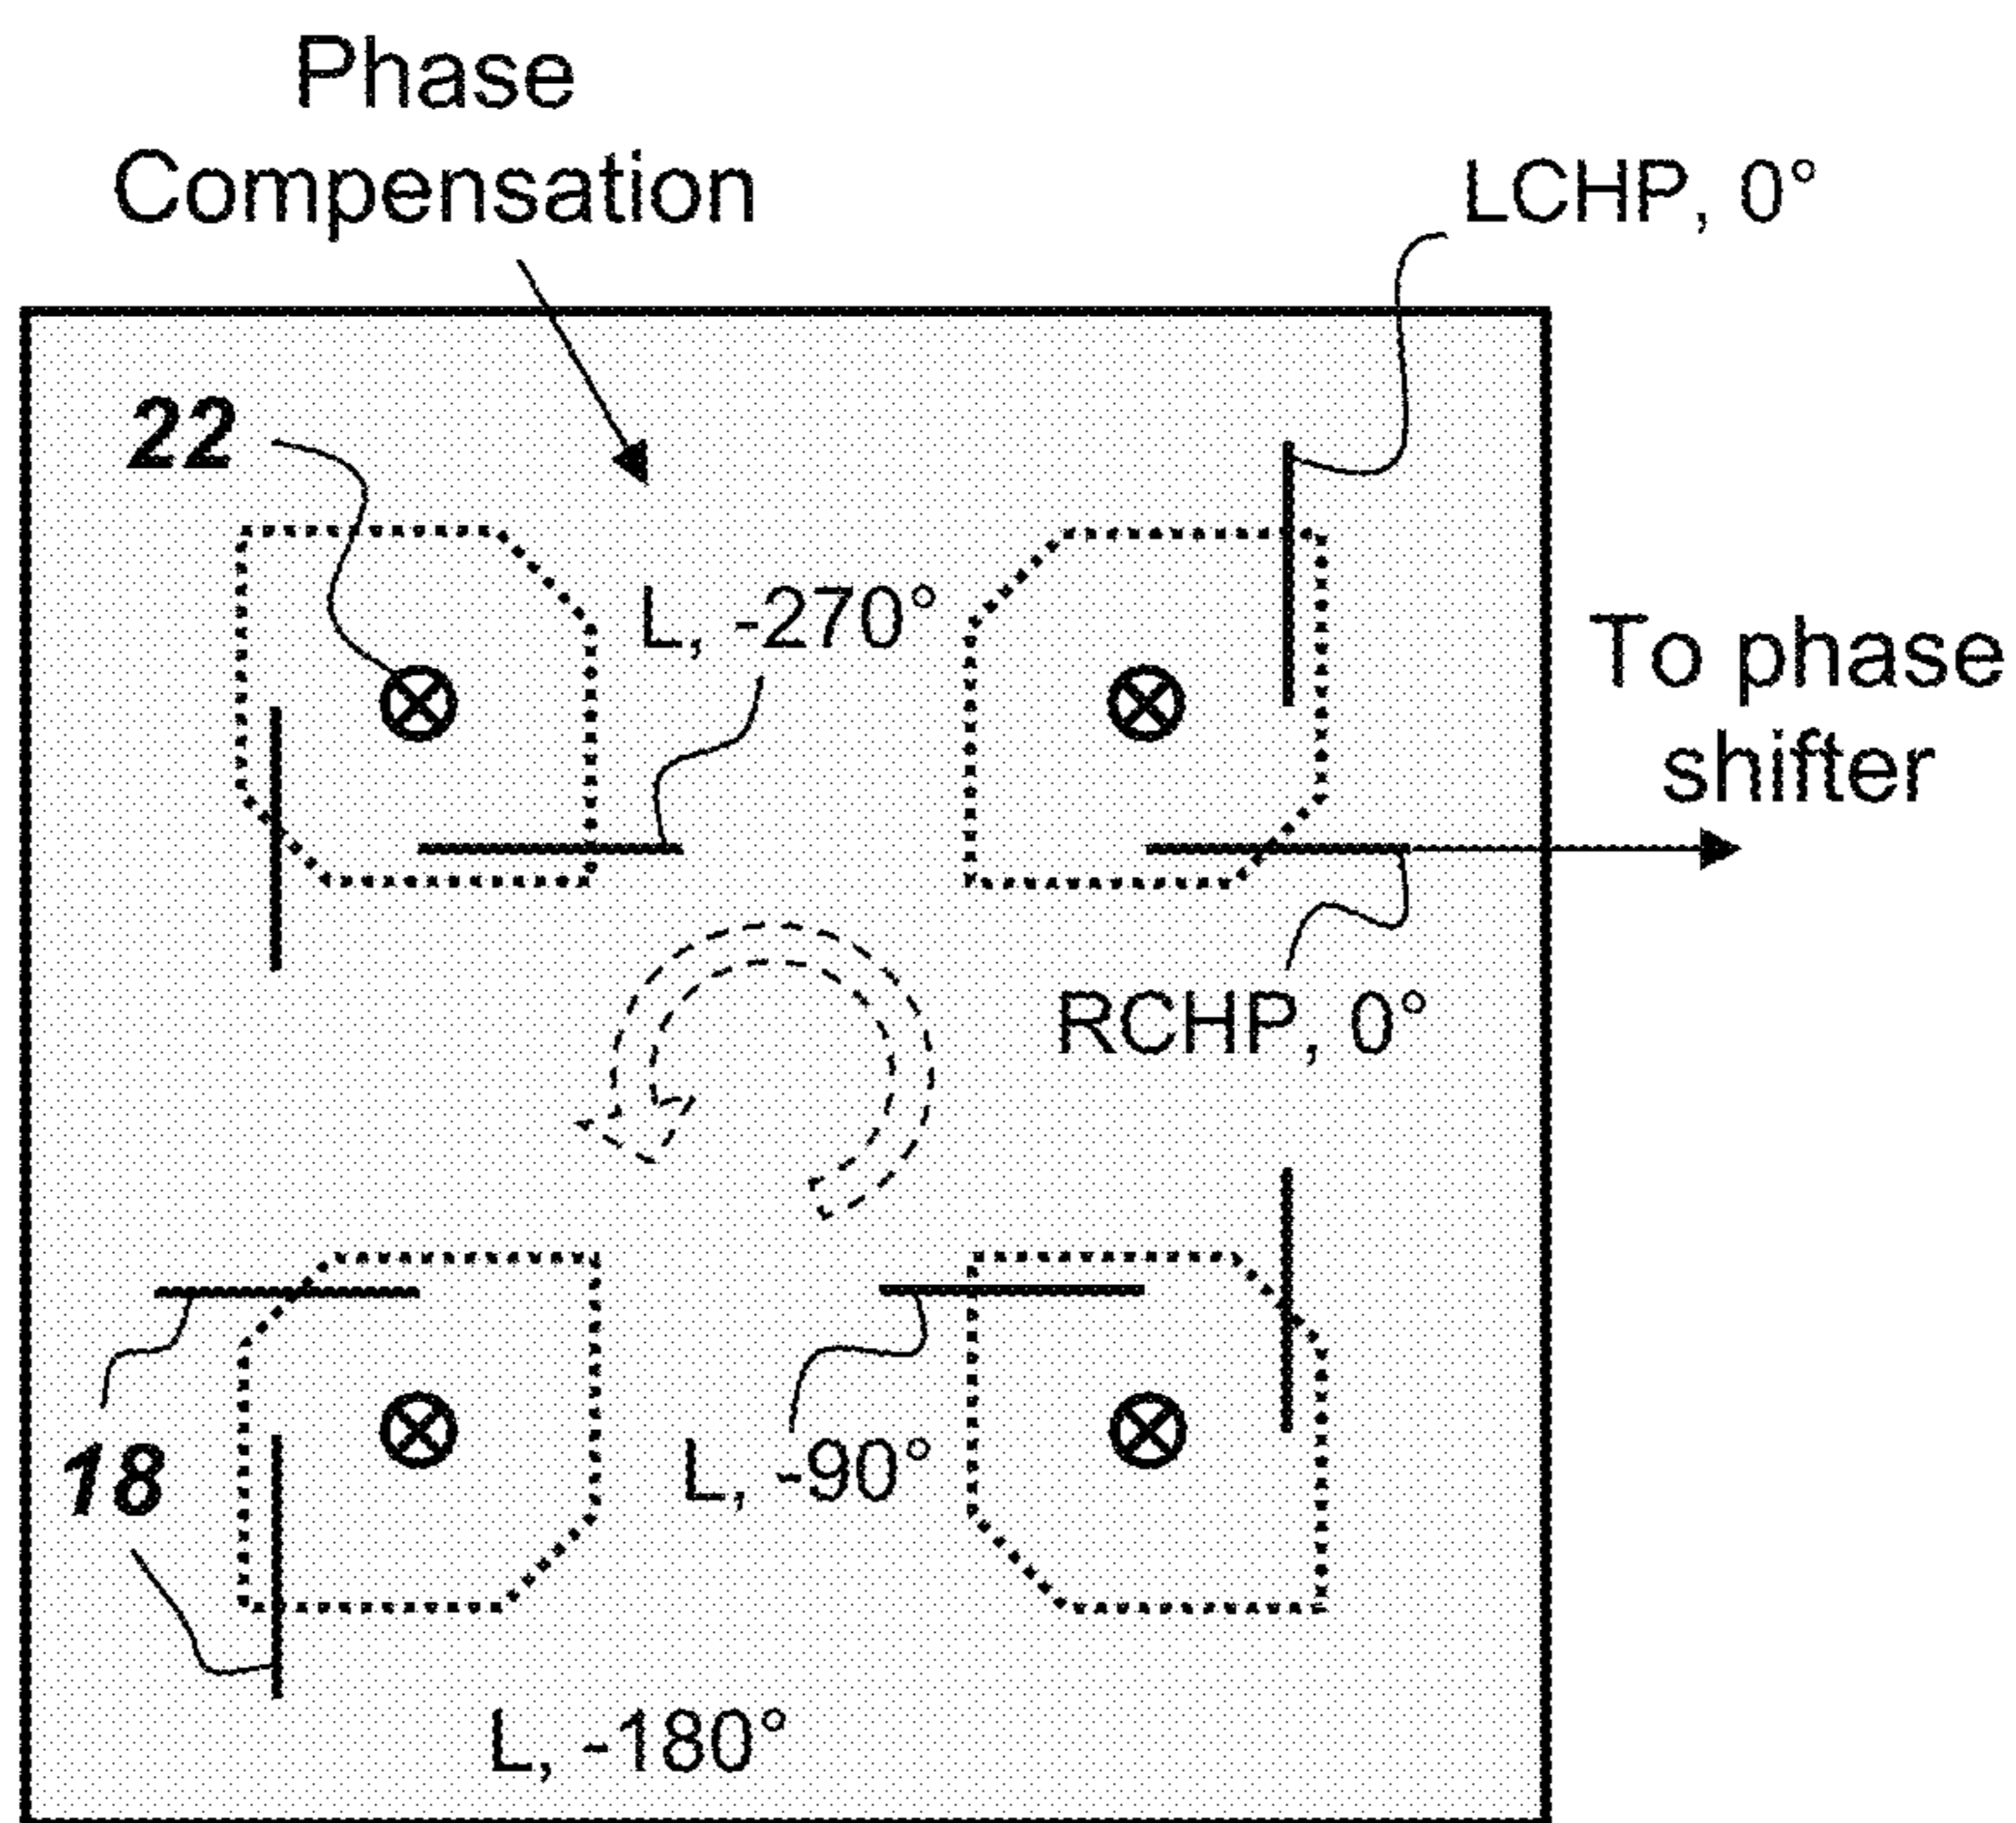 Phase
Compensation
LCHP, 0°
22
L, -270°
To phase
shifter
RCHP, 0°
L, -90°
18
L, -180°